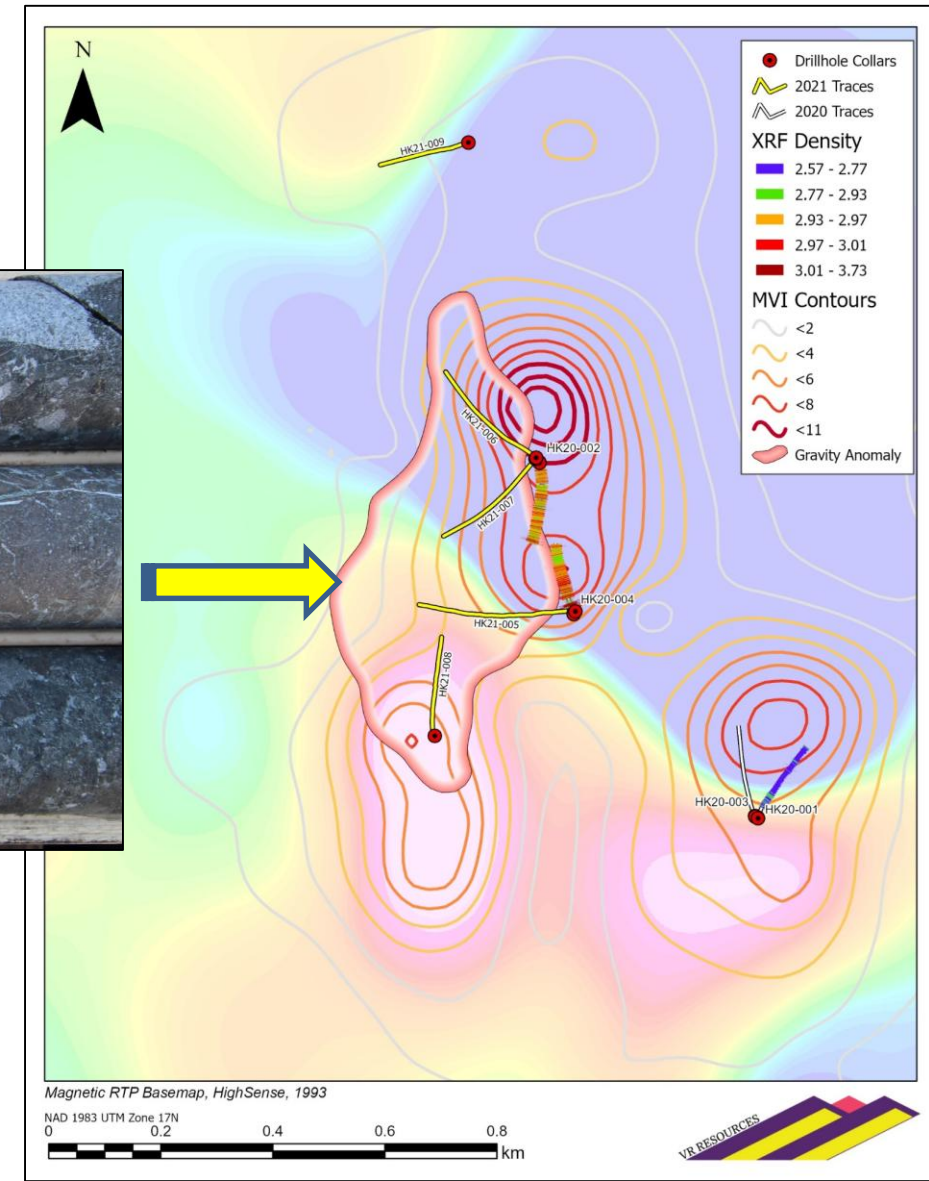 N
Drillhole Collars
2021 Traces
2020 Traces
XRF Density
2.57 - 2.77
2.77 - 2.93
2.93 - 2.97
2.97 - 3.01
3.01 - 3.73
MVI Contours
<2
<4
<6
<8
<11
Gravity Anomaly
HK21-009
HK21-006
HK20-002
HK21-007
HK20-004
HK21-005
HK21-008
HK20-003
HK20-001
Magnetic RTP Basemap, HighSense, 1993
NAD 1983 UTM Zone 17N
0 0.2 0.4 0.6 0.8
km
VR RESOURCES